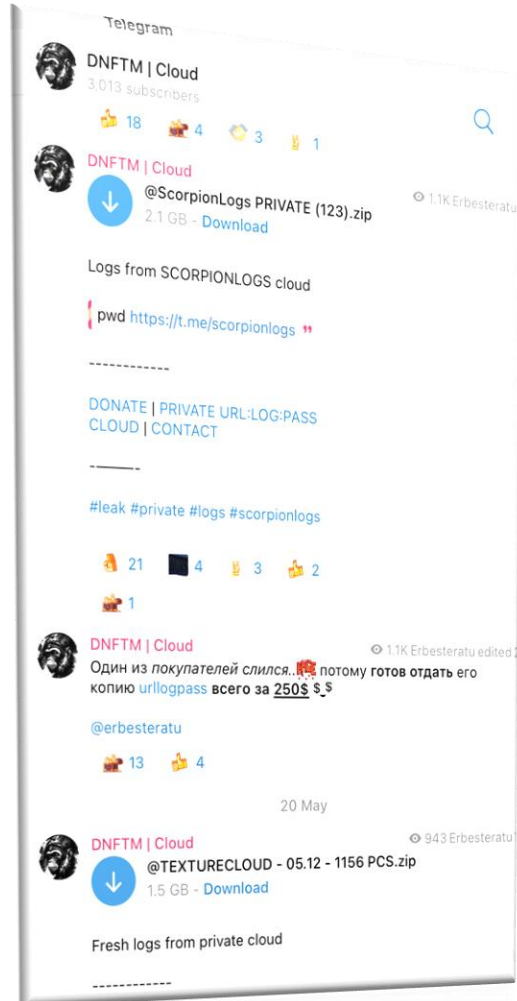 Telegram
DNFTM | Cloud
3,013 subscribers
18 4 3 1
DNFTM | Cloud
@ScorpionLogs PRIVATE (123).zip
1.1K Erbesteratu
2.1 GB - Download
Logs from SCORPIONLOGS cloud
pwd https://t.me/scorpionlogs
------------
DONATE | PRIVATE URL:LOG:PASS
CLOUD | CONTACT
-———-
#leak #private #logs #scorpionlogs
21 4 3 2
1
DNFTM | Cloud
1.1K Erbesteratu edited
Один из покупателей слился.. потому готов отдать его
копию urllogpass всего за 250$ $_$
@erbesteratu
13 4
20 May
DNFTM | Cloud
943 Erbesteratu
@TEXTURECLOUD - 05.12 - 1156 PCS.zip
1.5 GB - Download
Fresh logs from private cloud
------------